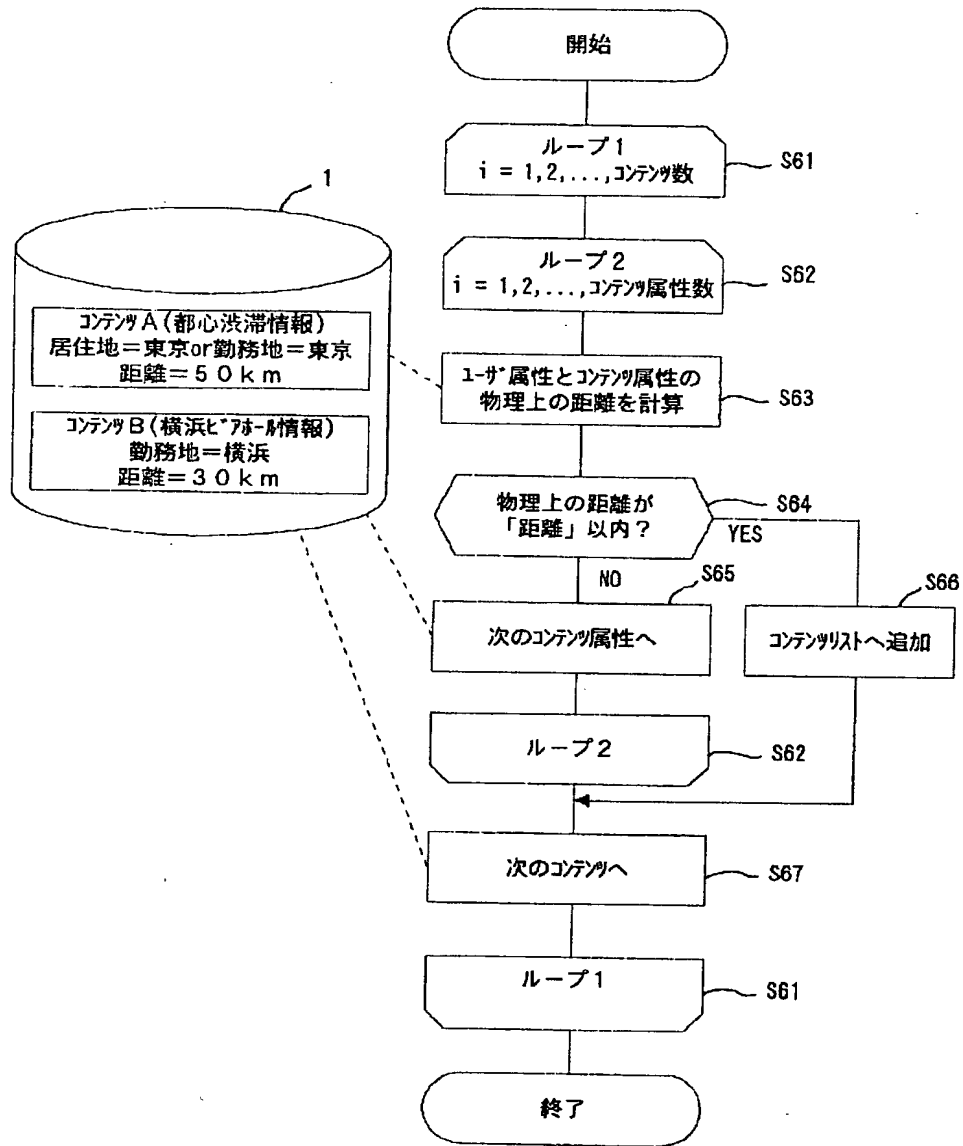 開始
ループ1
i = 1,2,...,コンテンツ数
S61
1
ループ2
i = 1,2,...,コンテンツ属性数
S62
コンテンツA(都心渋滞情報)
居住地=東京or勤務地=東京
距離=50km
コンテンツB(横浜ビアホール情報)
勤務地=横浜
距離=30km
ユーザ属性とコンテンツ属性の
物理上の距離を計算
S63
物理上の距離が
「距離」以内?
S64
YES
NO
S65
次のコンテンツ属性へ
S66
コンテンツリストへ追加
ループ2
S62
次のコンテンツへ
S67
ループ1
S61
終了